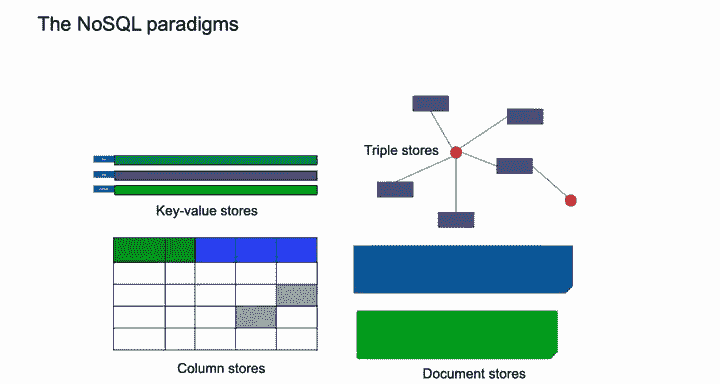 The NoSQL paradigms
Triple stores
Key-value stores
Column stores
Document stores